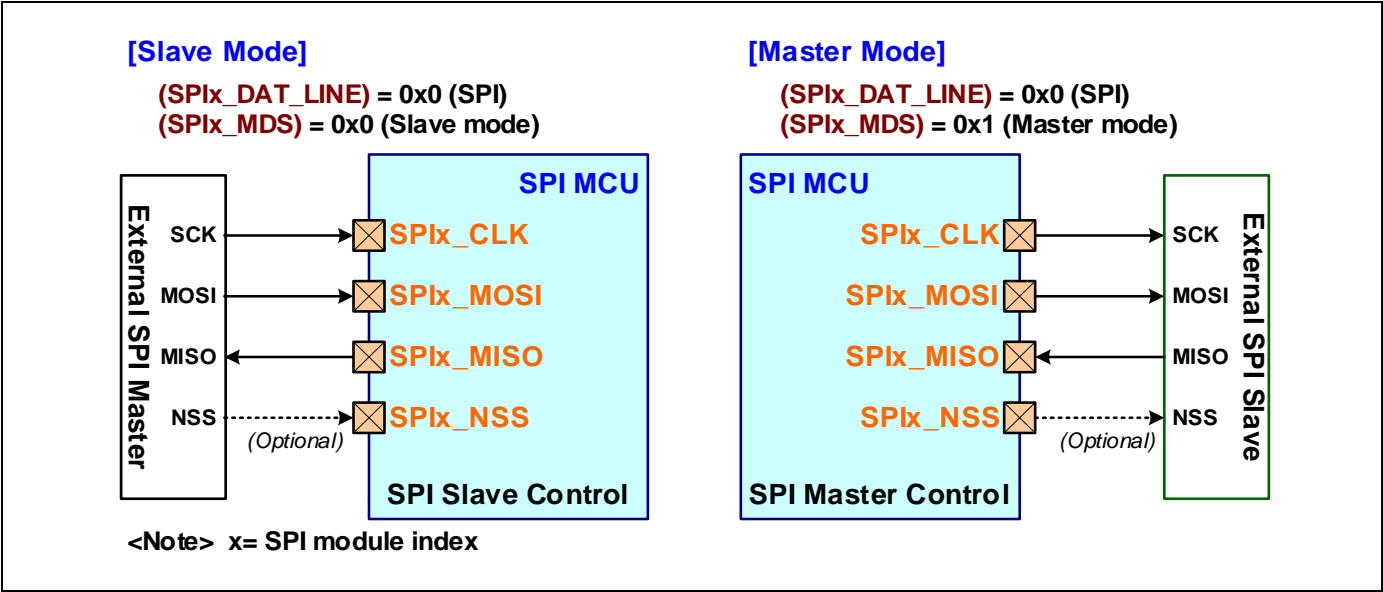 [Slave Mode]
(SPIx_DAT_LINE) = 0x0 (SPI)
(SPIx_MDS) = 0x0 (Slave mode)
External SPI Master
SCK
MOSI
MISO
NSS
(Optional)
SPI MCU
SPIx_CLK
SPIx_MOSI
SPIx_MISO
SPIx_NSS
SPI Slave Control
[Master Mode]
(SPIx_DAT_LINE) = 0x0 (SPI)
(SPIx_MDS) = 0x1 (Master mode)
SPI MCU
SPIx_CLK
SPIx_MOSI
SPIx_MISO
SPIx_NSS
SPI Master Control
(Optional)
SCK
MOSI
MISO
NSS
External SPI Slave
<Note> x= SPI module index